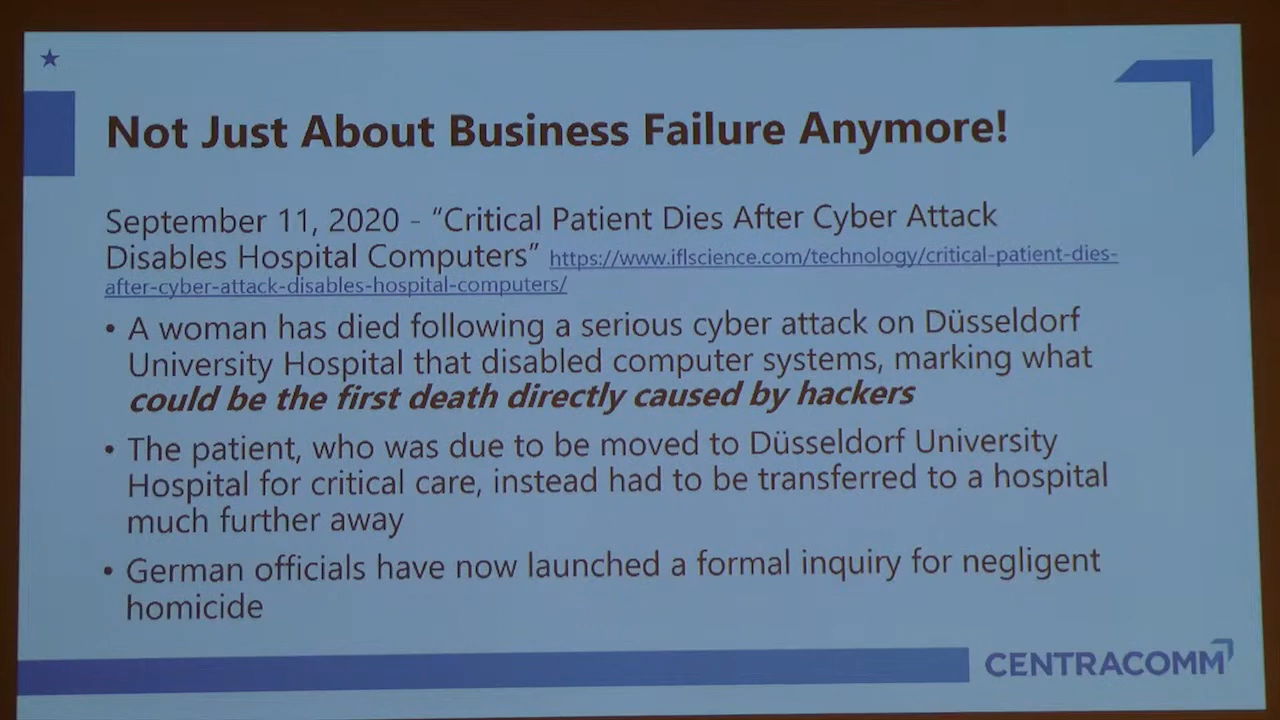 Not Just About Business Failure Anymore!
September 11, 2020 - “Critical Patient Dies After Cyber Attack
Disables Hospital Computers” https://www.iflscience.com/technology/critical-patient-dies-
after-cyber-attack-disables-hospital-computers/
• A woman has died following a serious cyber attack on Düsseldorf
University Hospital that disabled computer systems, marking what
could be the first death directly caused by hackers
• The patient, who was due to be moved to Düsseldorf University
Hospital for critical care, instead had to be transferred to a hospital
much further away
• German officials have now launched a formal inquiry for negligent
homicide
CENTRACOMM